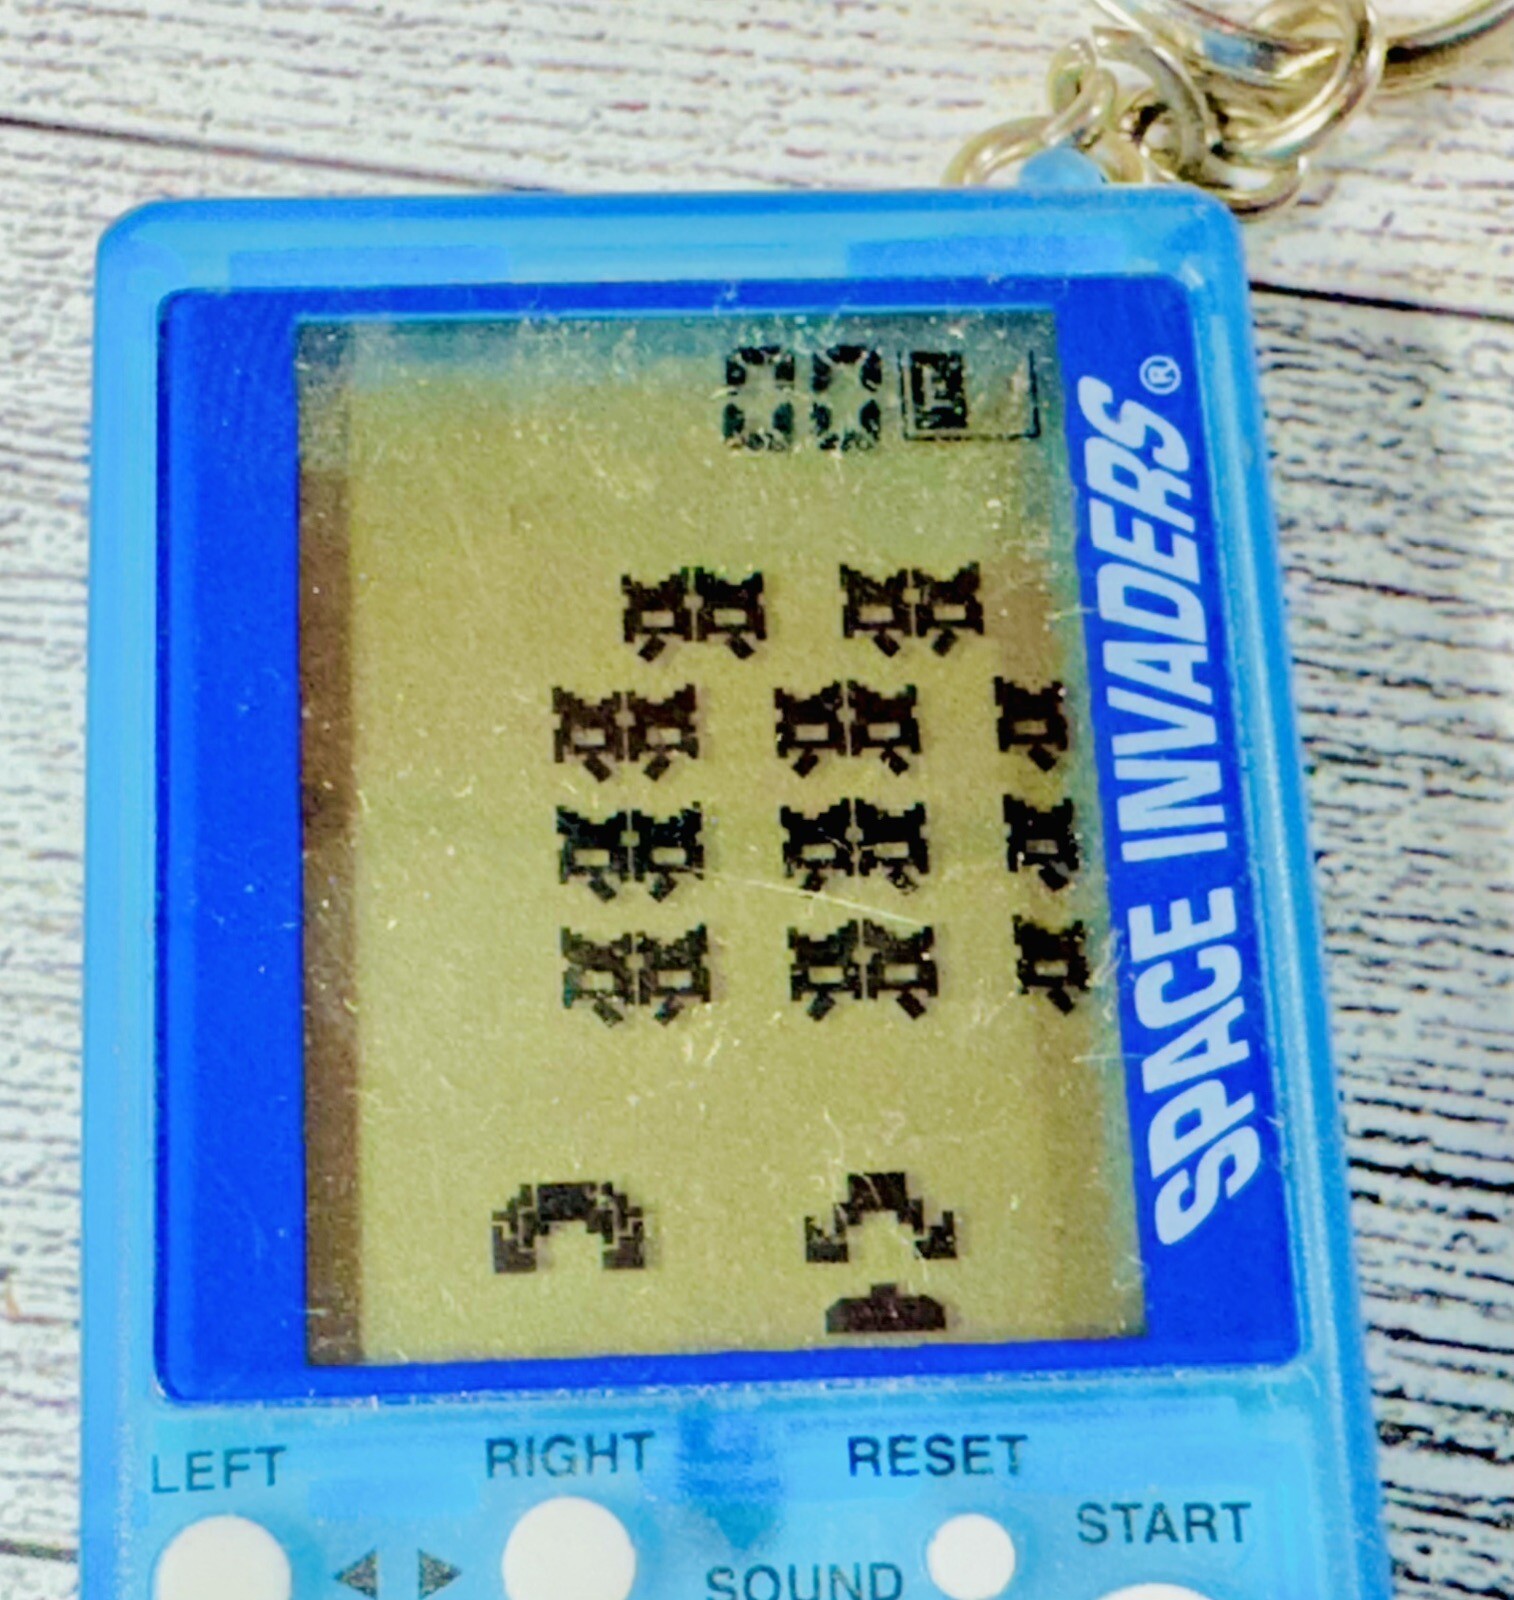 SPACE INVADERS®
LEFT
RIGHT
RESET
START
SOUND